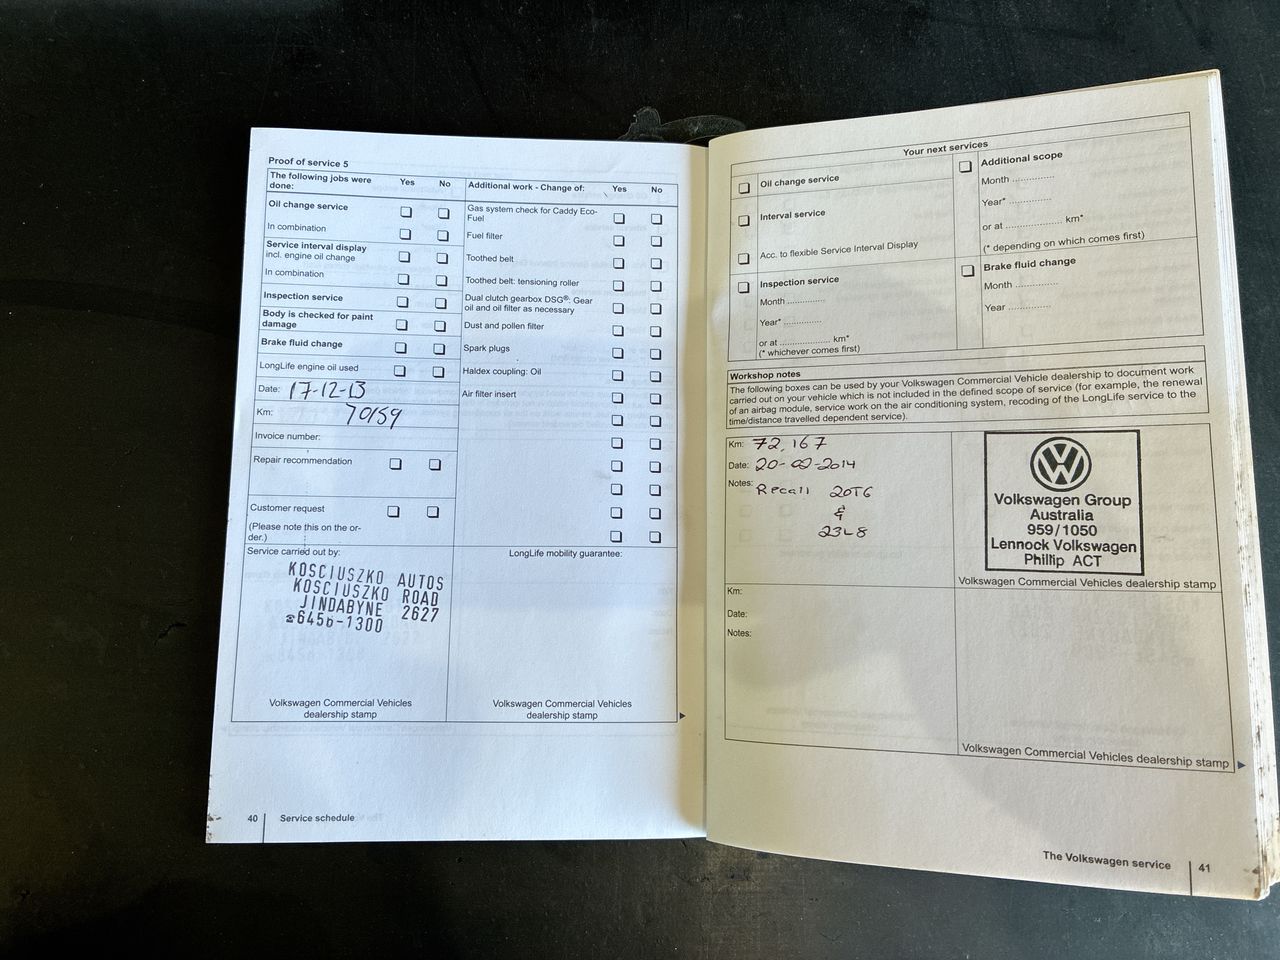 Proof of service 5
The following jobs were done:
Yes
No
Additional work - Change of:
Yes
No
Oil change service
In combination
Service interval display
incl. engine oil change
In combination
Inspection service
Body is checked for paint
damage
Brake fluid change
LongLife engine oil used
Date: 17-12-13
Km: 70159
Invoice number:
Repair recommendation
Customer request
(Please note this on the or-
der.)
Gas system check for Caddy Eco-
Fuel
Fuel filter
Toothed belt
Toothed belt: tensioning roller
Dual clutch gearbox DSG®: Gear
oil and oil filter as necessary
Dust and pollen filter
Spark plugs
Haldex coupling: Oil
Air filter insert
Service carried out by:
KOSCIUSZKO AUTOS
KOSCIUSZKO ROAD
JINDABYNE 2627
☎6456-1300
Volkswagen Commercial Vehicles
dealership stamp
LongLife mobility guarantee:
Volkswagen Commercial Vehicles
dealership stamp
40 Service schedule
Your next services
Oil change service
Interval service
Acc. to flexible Service Interval Display
Inspection service
Month ..............
Year* ..............
or at .................... km*
(* whichever comes first)
Additional scope
Month ..............
Year* ..............
or at .................... km*
(* depending on which comes first)
Brake fluid change
Month ..............
Year ..............
Workshop notes
The following boxes can be used by your Volkswagen Commercial Vehicle dealership to document work
carried out on your vehicle which is not included in the defined scope of service (for example, the renewal
of an airbag module, service work on the air conditioning system, recoding of the LongLife service to the
time/distance travelled dependent service).
Km: 72,167
Date: 20-02-2014
Notes: Recall 20T6
&
23L8
Volkswagen Group
Australia
959/1050
Lennock Volkswagen
Phillip ACT
Volkswagen Commercial Vehicles dealership stamp
Km:
Date:
Notes:
Volkswagen Commercial Vehicles dealership stamp
The Volkswagen service 41